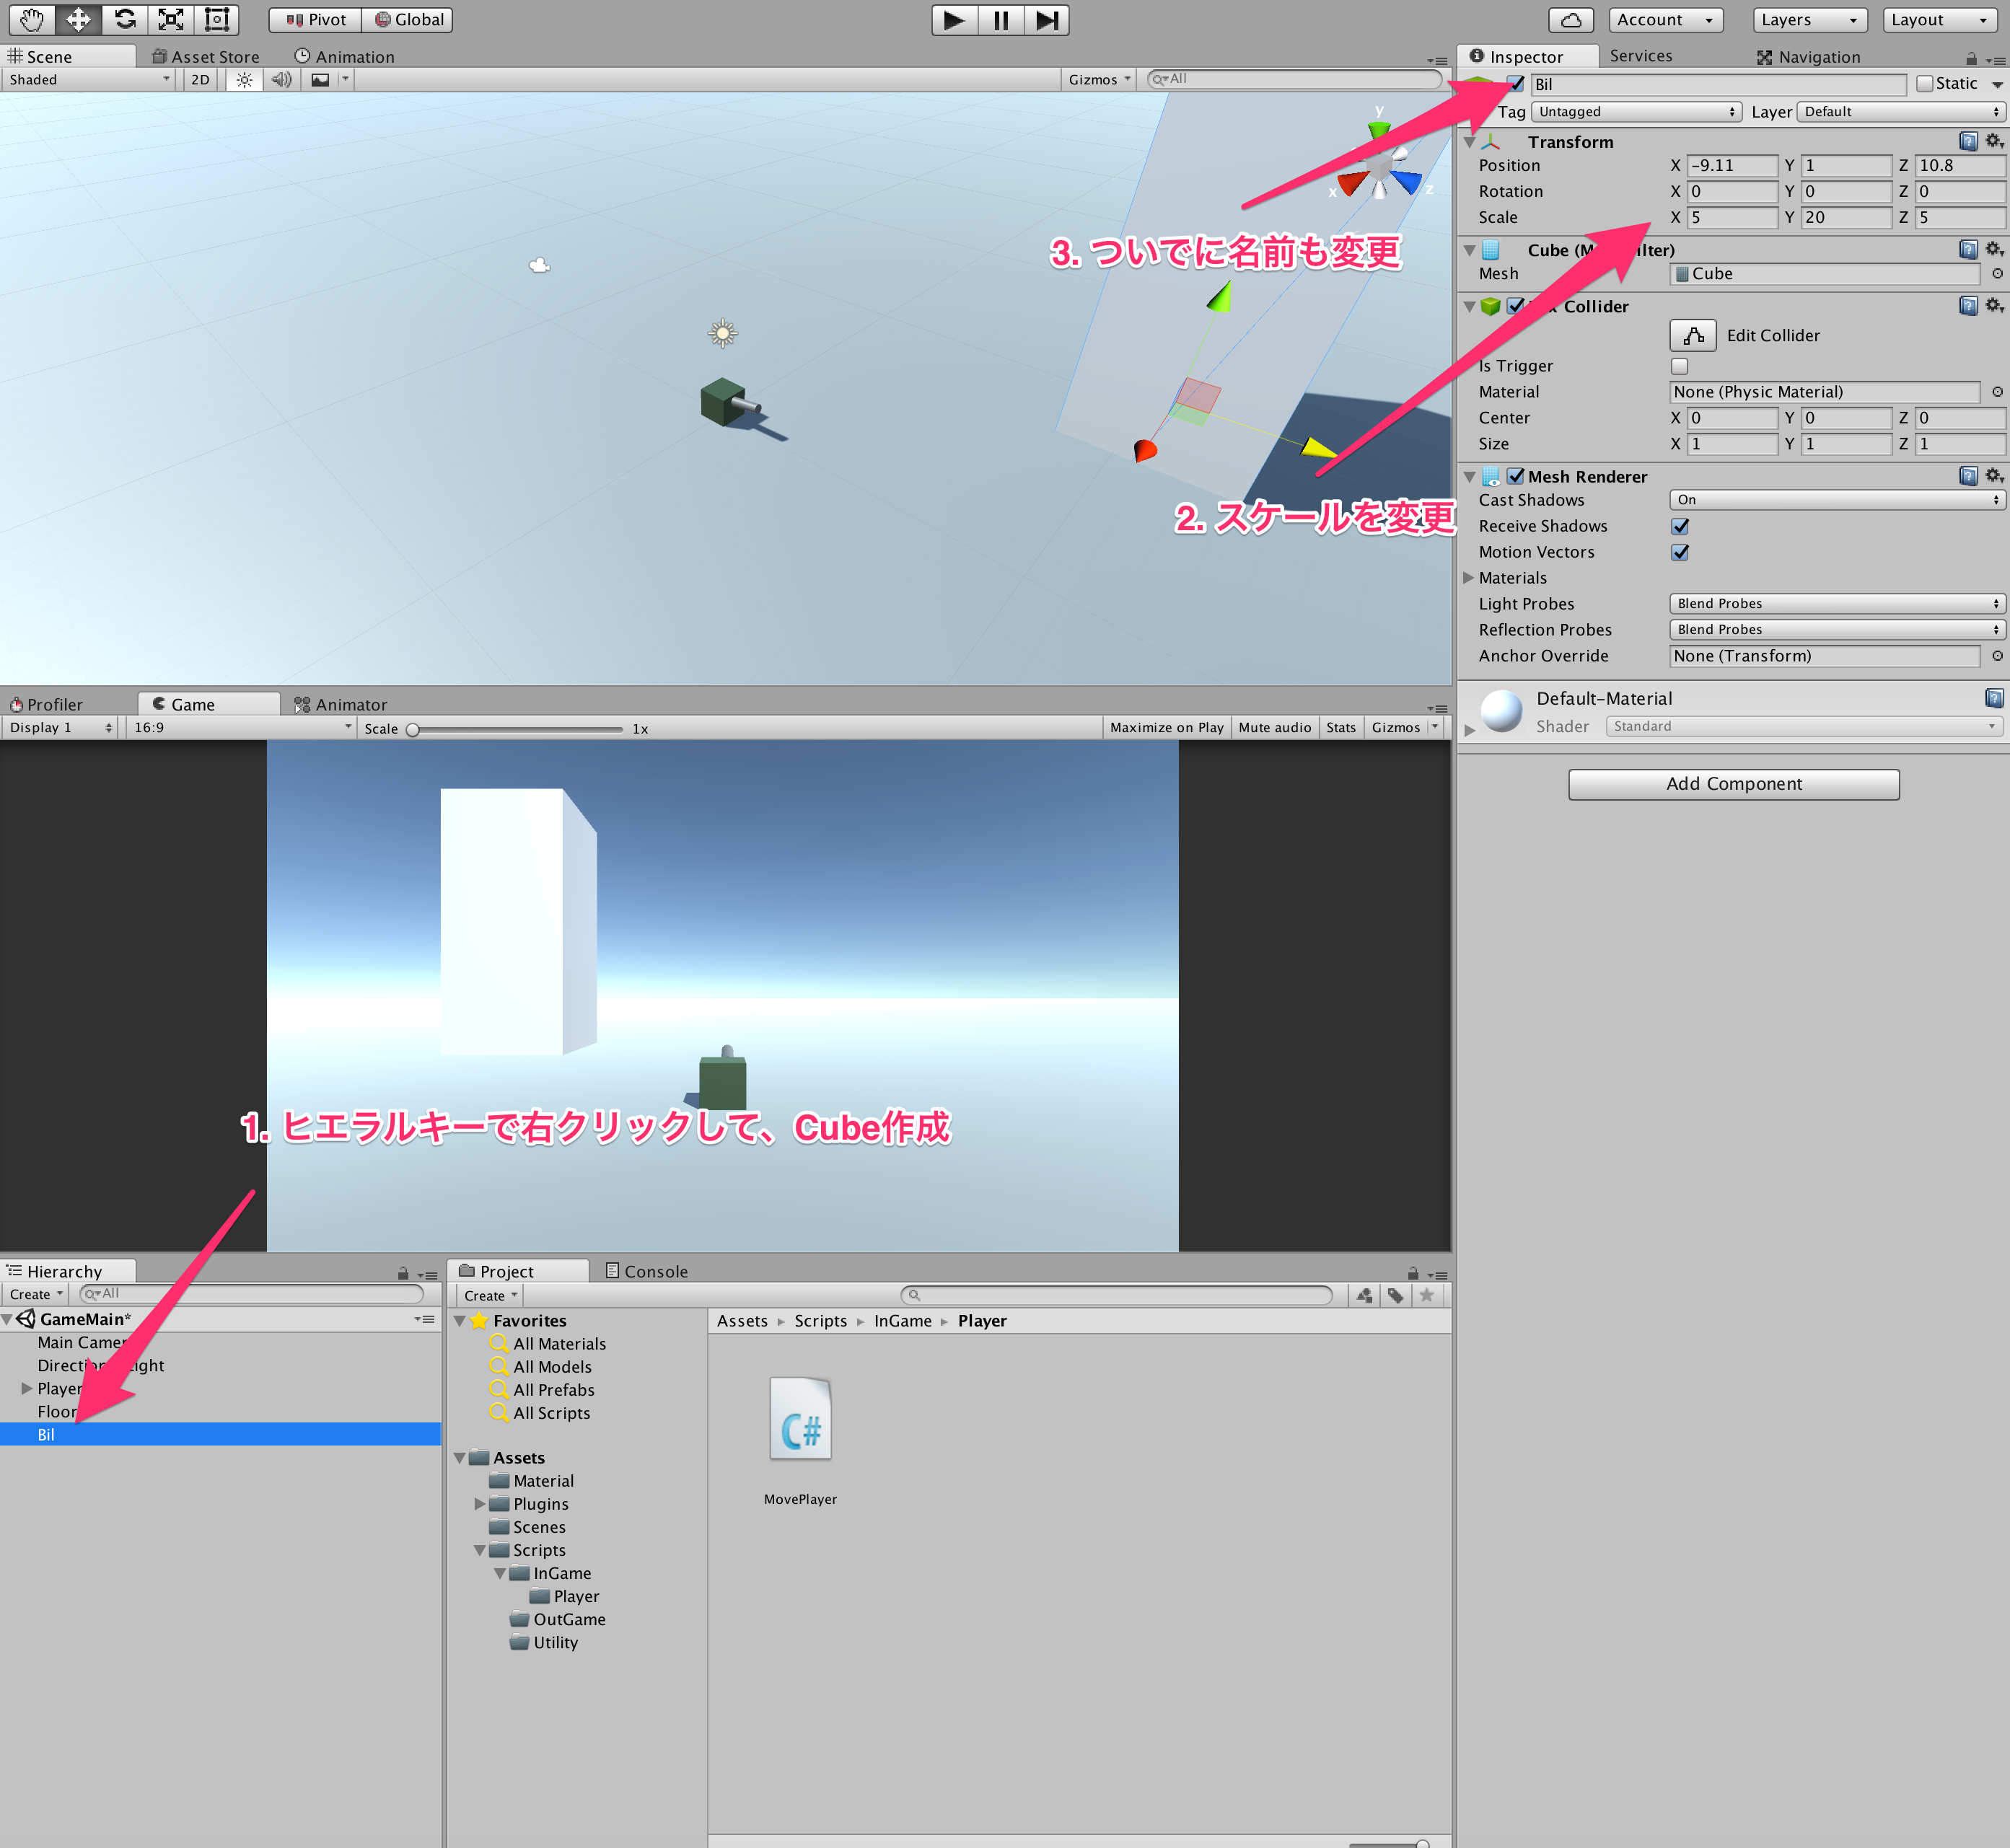 Pivot Global Account Layers Layout
Scene Asset Store Animation
Shaded 2D Gizmos All
y
x z
3. ついでに名前も変更
2. スケールを変更
Inspector Services Navigation
Bil Static
Tag Untagged Layer Default
Transform
Position X -9.11 Y 1 Z 10.8
Rotation X 0 Y 0 Z 0
Scale X 5 Y 20 Z 5
Cube
Mesh Cube
Collider
Edit Collider
Is Trigger
Material None (Physic Material)
Center X 0 Y 0 Z 0
Size X 1 Y 1 Z 1
Mesh Renderer
Cast Shadows On
Receive Shadows
Motion Vectors
Materials
Light Probes Blend Probes
Reflection Probes Blend Probes
Anchor Override None (Transform)
Default-Material
Shader Standard
Add Component
Profiler Game Animator
Display 1 16:9 Scale 1x Maximize on Play Mute audio Stats Gizmos
1. ヒエラルキーで右クリックして、Cube作成
Hierarchy
Create All
GameMain*
Main
Player
Floor
Bil
Project Console
Create
Favorites
All Materials
All Models
All Prefabs
All Scripts
Assets
Material
Plugins
Scenes
Scripts
InGame
Player
OutGame
Utility
Assets Scripts InGame Player
C#
MovePlayer